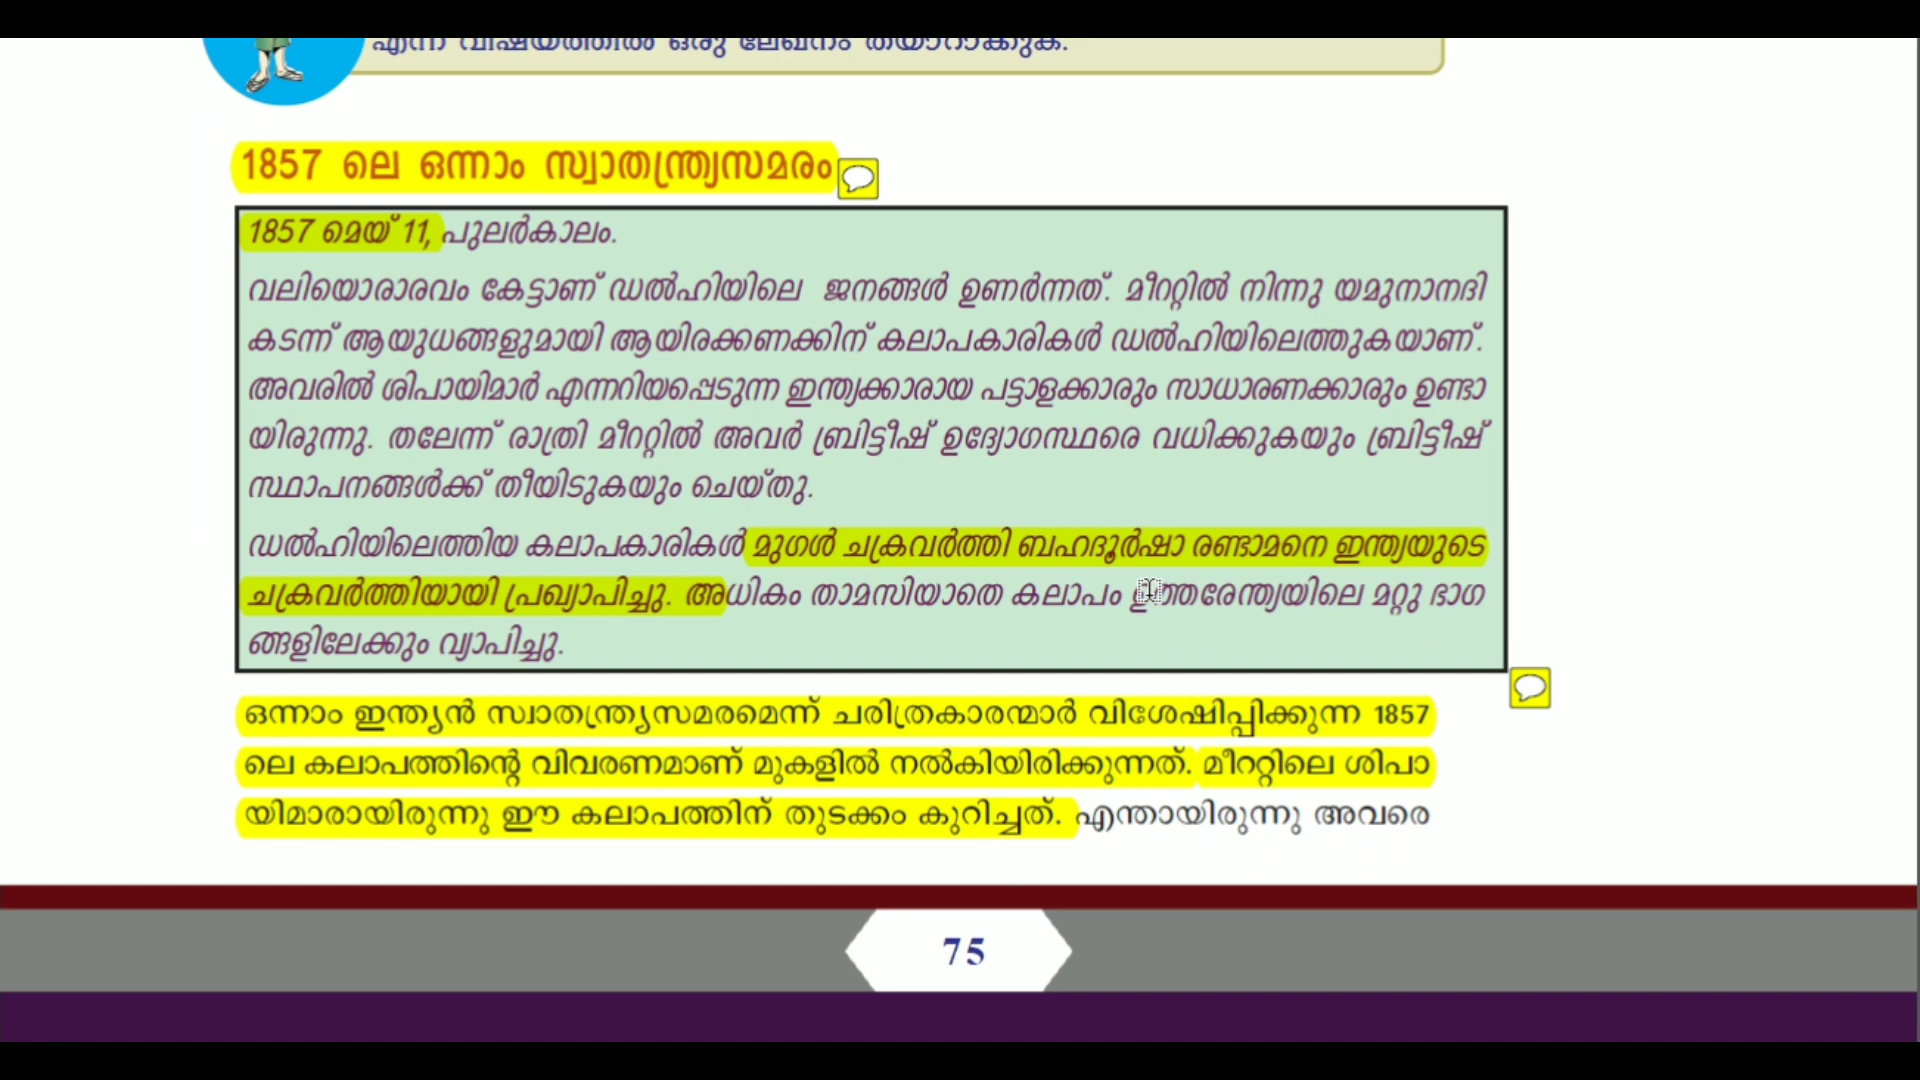 എന്ന വിഷയത്തിൽ ഒരു ലേഖനം തയാറാക്കുക.
1857 ലെ ഒന്നാം സ്വാതന്ത്ര്യസമരം
1857 മെയ് 11, പുലർകാലം.
വലിയൊരാരവം കേട്ടാണ് ഡൽഹിയിലെ ജനങ്ങൾ ഉണർന്നത്. മീററ്റിൽ നിന്നു യമുനാനദി
കടന്ന് ആയുധങ്ങളുമായി ആയിരക്കണക്കിന് കലാപകാരികൾ ഡൽഹിയിലെത്തുകയാണ്.
അവരിൽ ശിപായിമാർ എന്നറിയപ്പെടുന്ന ഇന്ത്യക്കാരായ പട്ടാളക്കാരും സാധാരണക്കാരും ഉണ്ടാ
യിരുന്നു. തലേന്ന് രാത്രി മീററ്റിൽ അവർ ബ്രിട്ടീഷ് ഉദ്യോഗസ്ഥരെ വധിക്കുകയും ബ്രിട്ടീഷ്
സ്ഥാപനങ്ങൾക്ക് തീയിടുകയും ചെയ്തു.
ഡൽഹിയിലെത്തിയ കലാപകാരികൾ മുഗൾ ചക്രവർത്തി ബഹദൂർഷാ രണ്ടാമനെ ഇന്ത്യയുടെ
ചക്രവർത്തിയായി പ്രഖ്യാപിച്ചു. അധികം താമസിയാതെ കലാപം ഉത്തരേന്ത്യയിലെ മറ്റു ഭാഗ
ങ്ങളിലേക്കും വ്യാപിച്ചു.
ഒന്നാം ഇന്ത്യൻ സ്വാതന്ത്ര്യസമരമെന്ന് ചരിത്രകാരന്മാർ വിശേഷിപ്പിക്കുന്ന 1857
ലെ കലാപത്തിന്റെ വിവരണമാണ് മുകളിൽ നൽകിയിരിക്കുന്നത്. മീററ്റിലെ ശിപാ
യിമാരായിരുന്നു ഈ കലാപത്തിന് തുടക്കം കുറിച്ചത്. എന്തായിരുന്നു അവരെ
75